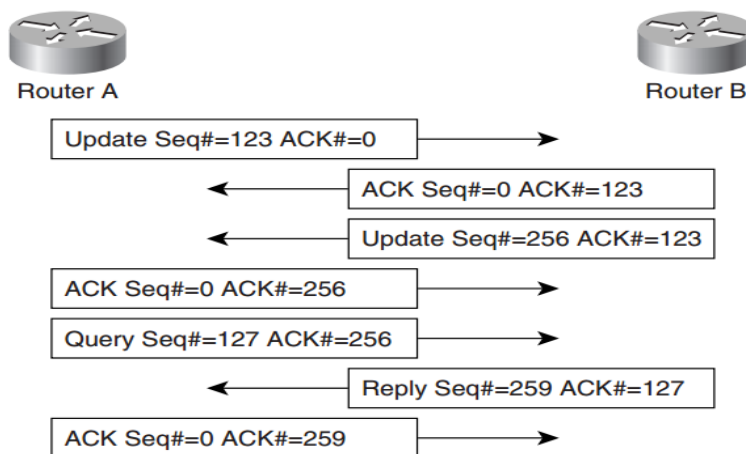 Router A
Router B
Update Seq#=123 ACK#=0
ACK Seq#=0 ACK#=123
Update Seq#=256 ACK#=123
ACK Seq#=0 ACK#=256
Query Seq#=127 ACK#=256
Reply Seq#=259 ACK#=127
ACK Seq#=0 ACK#=259